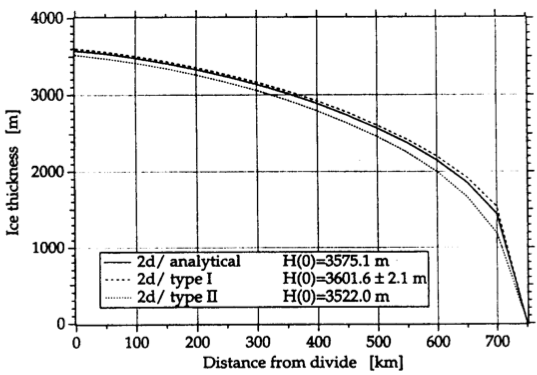 4000
3000
2000
1000
0
Ice thickness [m]
2d/ analytical H(0)=3575.1 m
2d/ type I H(0)=3601.6 ± 2.1 m
2d/ type II H(0)=3522.0 m
0 100 200 300 400 500 600 700
Distance from divide [km]